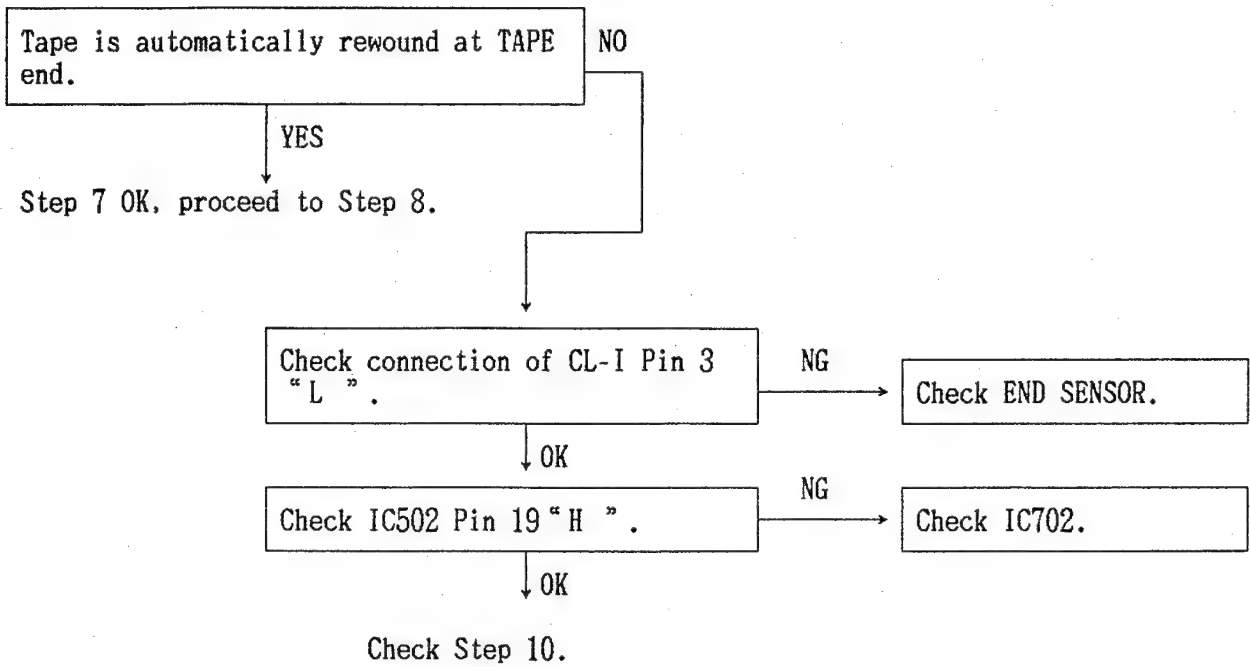 Tape is automatically rewound at TAPE
end.
NO
YES
Step 7 OK, proceed to Step 8.
Check connection of CL-I Pin 3
“L ”.
NG
Check END SENSOR.
OK
Check IC502 Pin 19 “H ”.
NG
Check IC702.
OK
Check Step 10.